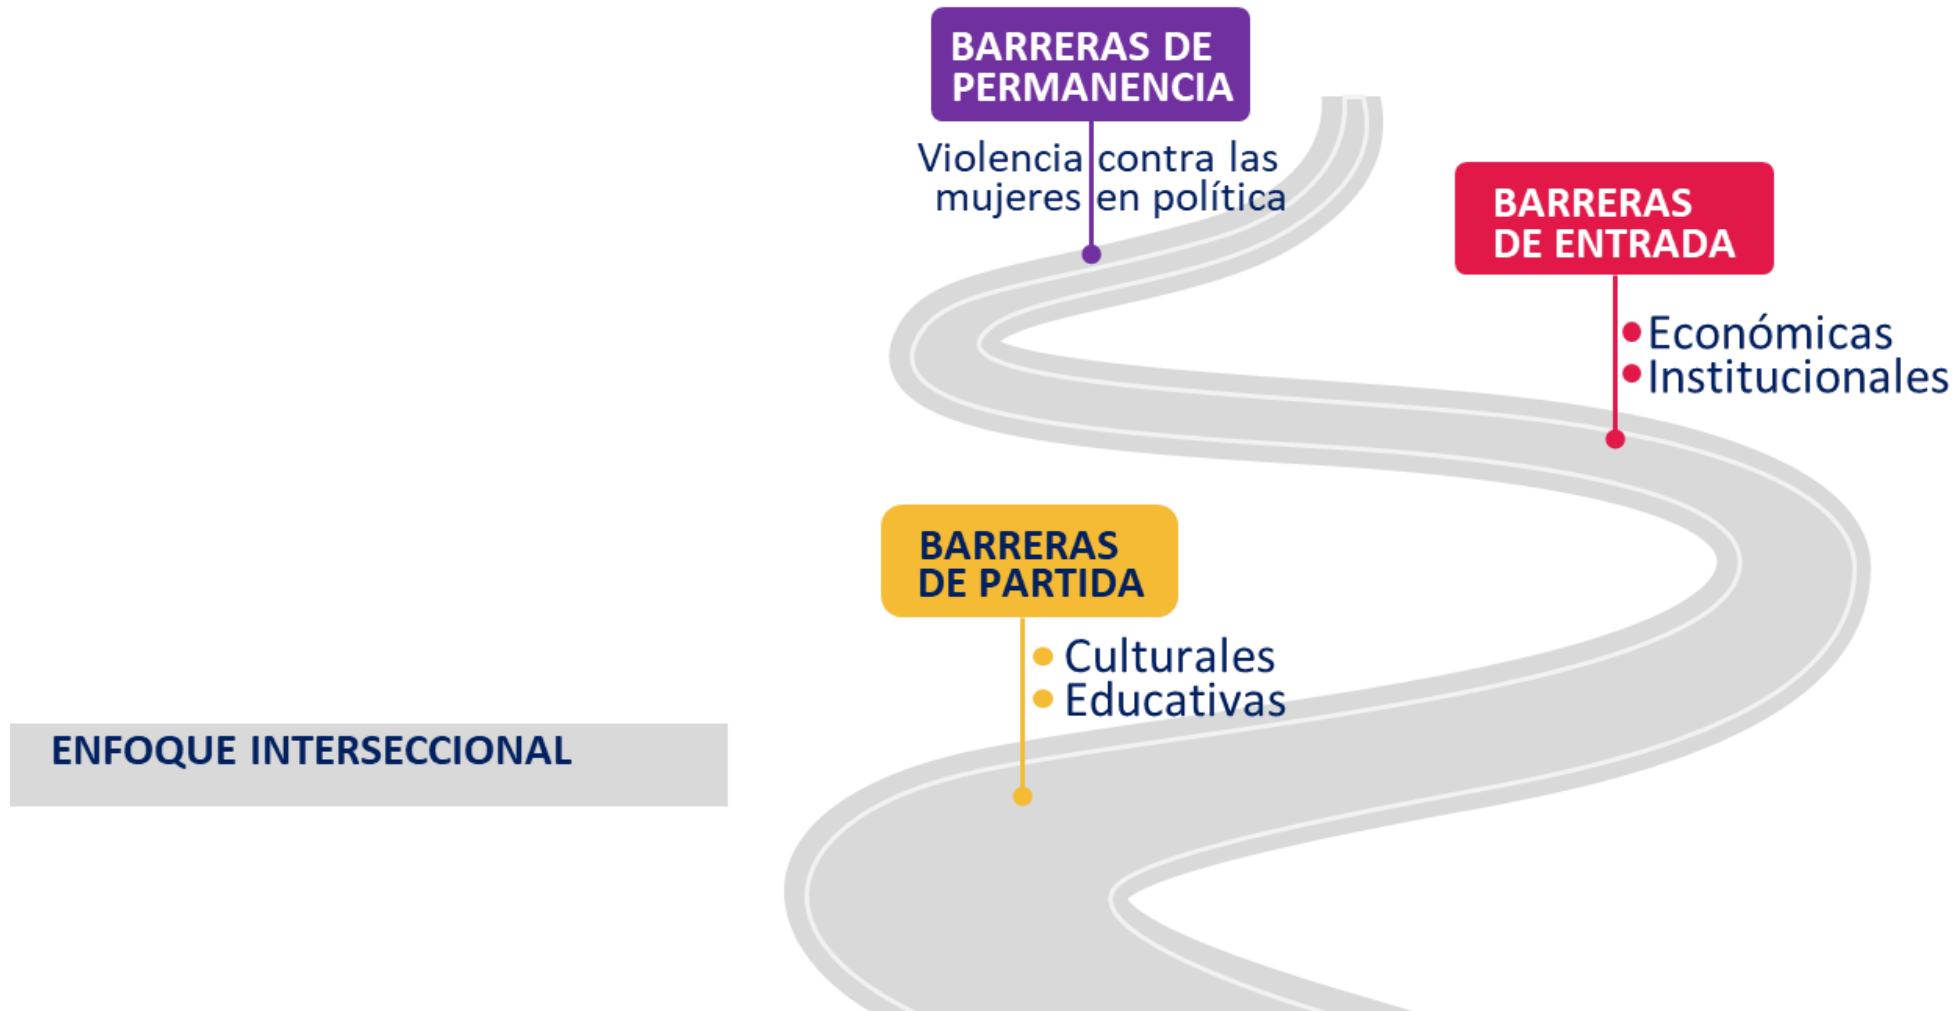 BARRERAS DE
PERMANENCIA
Violencia contra las
mujeres en política
BARRERAS
DE ENTRADA
Económicas
Institucionales
BARRERAS
DE PARTIDA
Culturales
Educativas
ENFOQUE INTERSECCIONAL